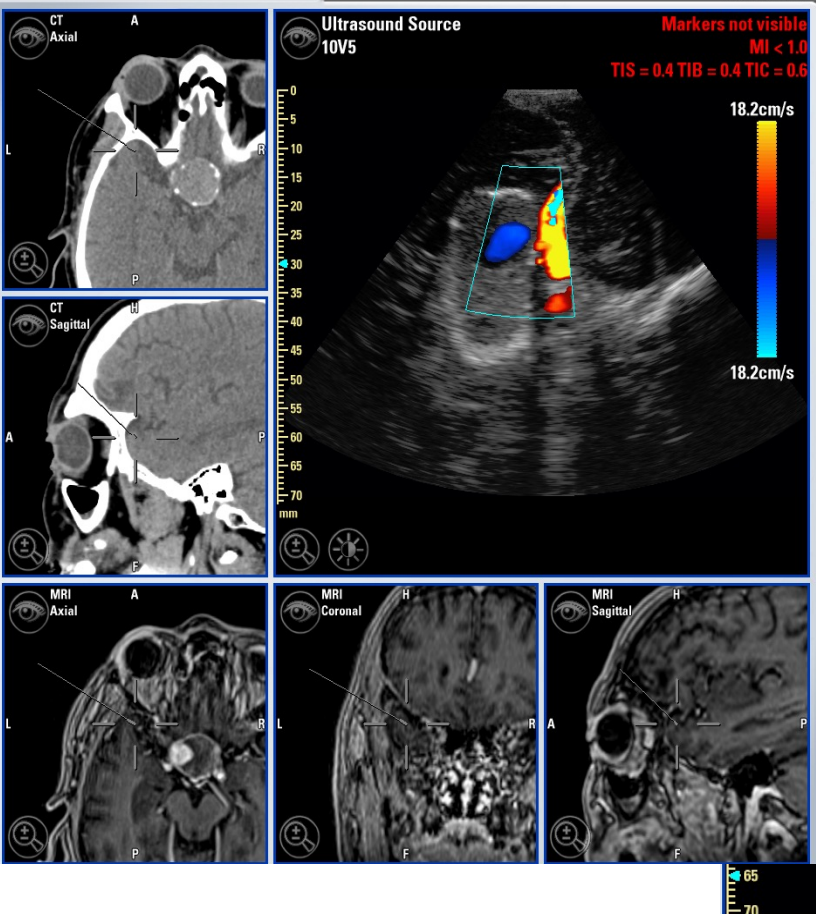 CT
Axial
A
L
R
P
Ultrasound Source
10V5
Markers not visible
MI < 1.0
TIS = 0.4 TIB = 0.4 TIC = 0.6
18.2cm/s
18.2cm/s
0
5
10
15
20
25
30
35
40
45
50
55
60
65
70
mm
CT
Sagittal
H
A
P
F
MRI
Axial
A
L
R
P
MRI
Coronal
H
L
R
F
MRI
Sagittal
H
A
P
F
65
70